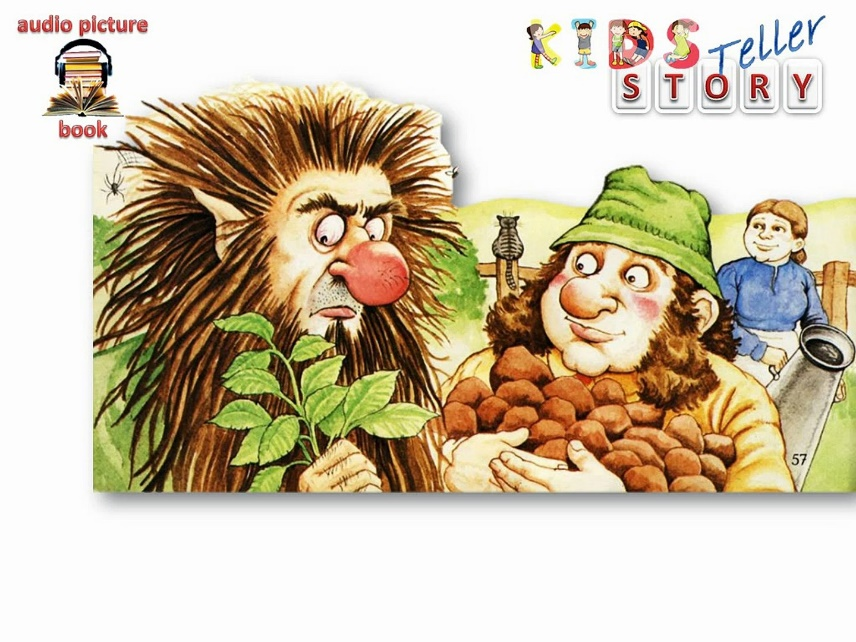 audio picture
book
KIDS
Teller
STORY
57